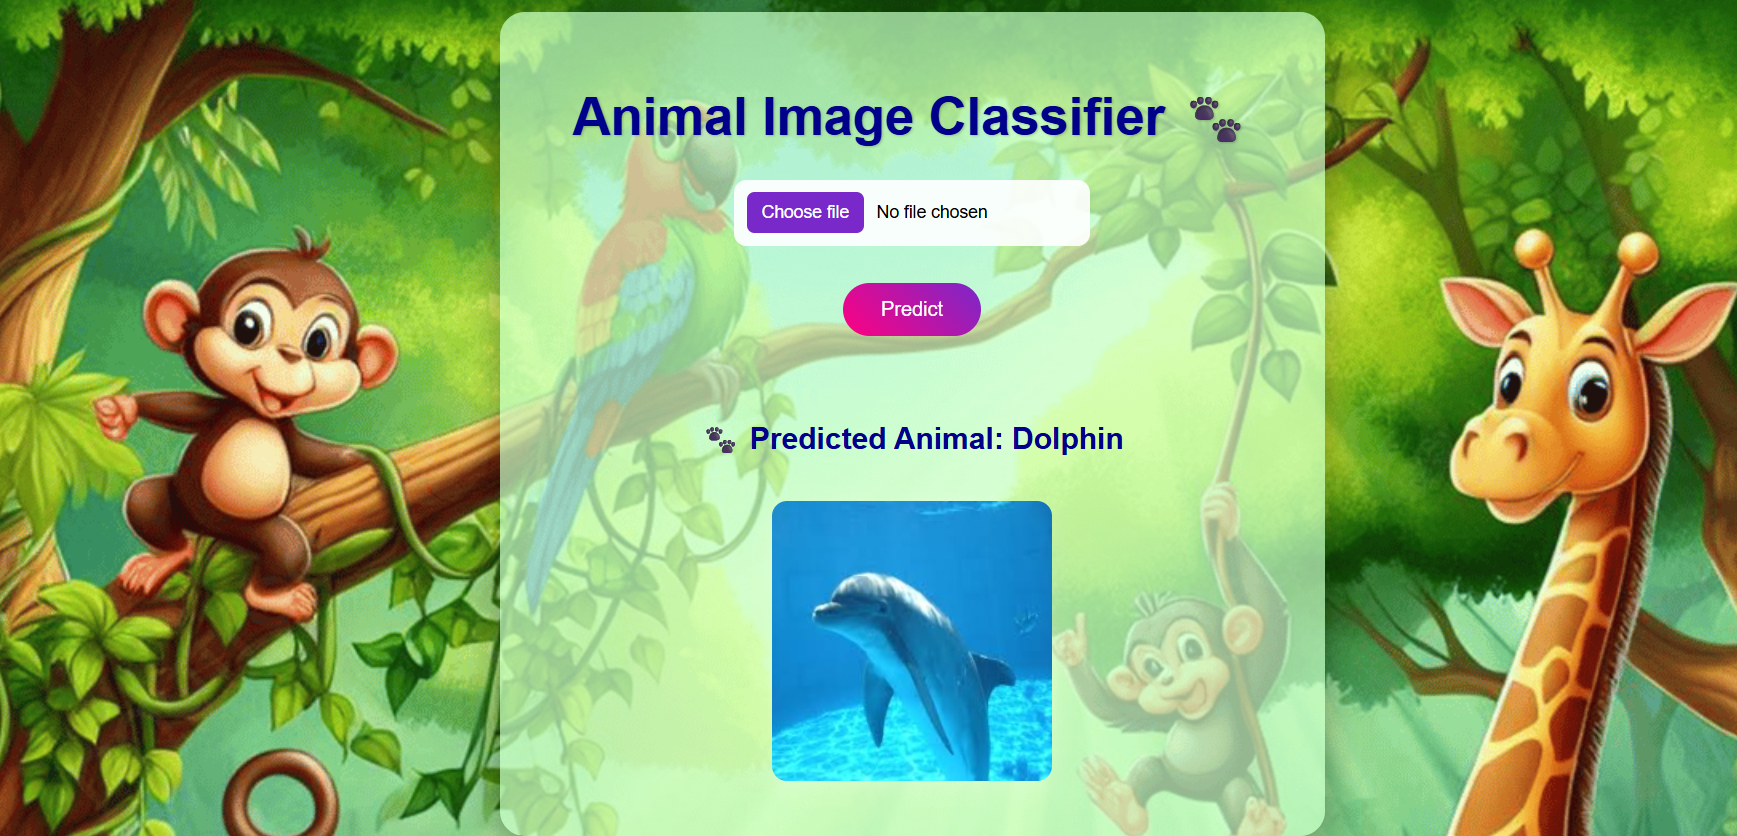 Animal Image Classifier 🐾
Choose file No file chosen
Predict
🐾 Predicted Animal: Dolphin